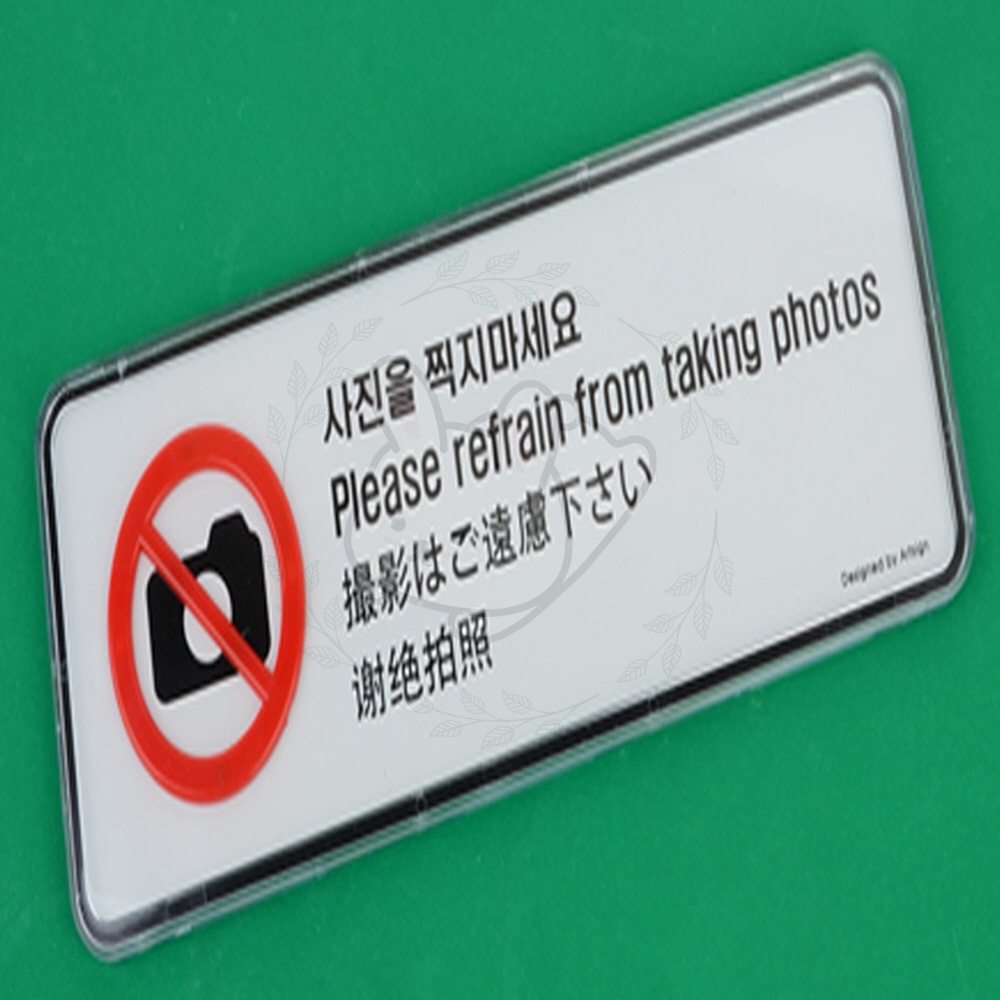 사진을 찍지마세요
Please refrain from taking photos
撮影はご遠慮下さい
谢绝拍照
Designed by Artsign